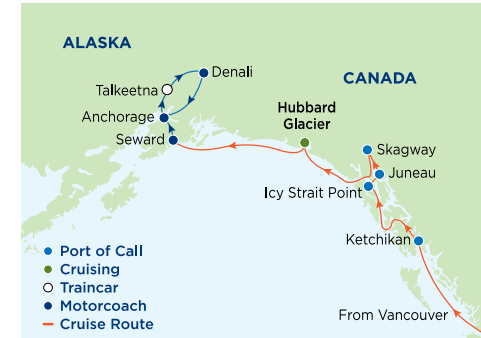 ALASKA
Denali
CANADA
Talkeetna
Hubbard
Glacier
Anchorage
Seward
Skagway
Juneau
Icy Strait Point
Ketchikan
Port of Call
Cruising
Traincar
Motorcoach
Cruise Route
From Vancouver